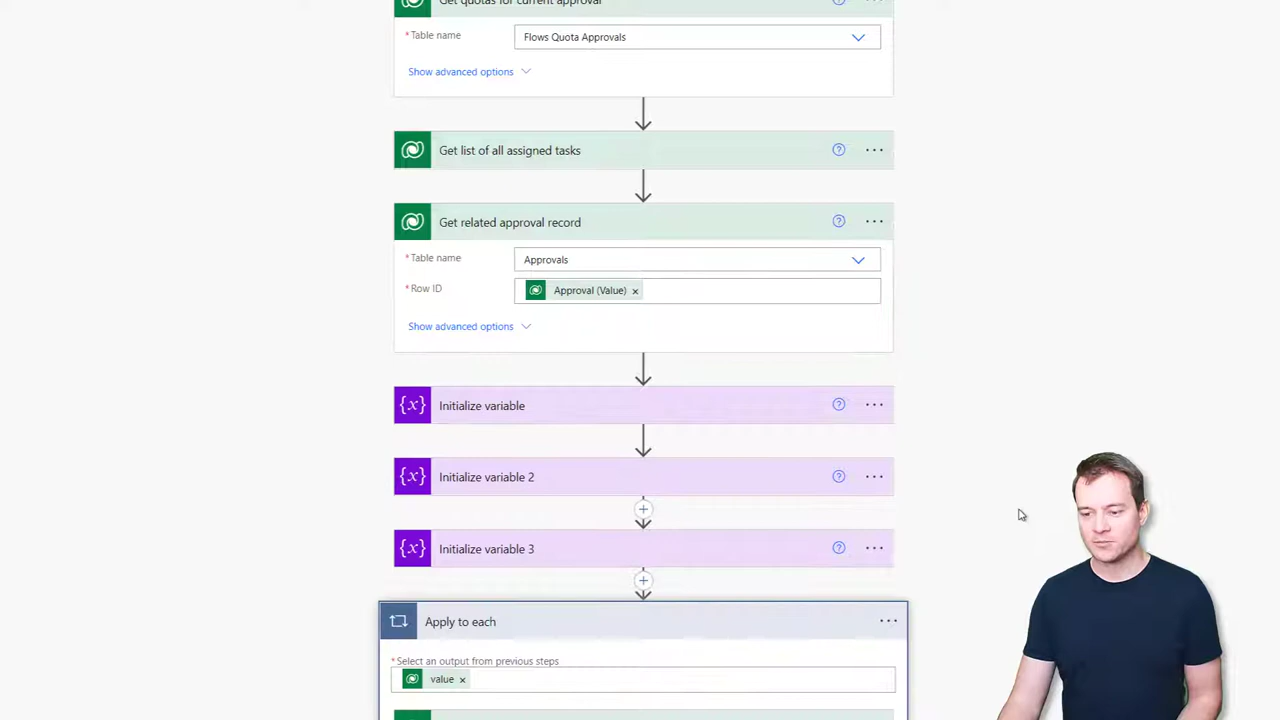 Get quotas for current approval
* Table name
Flows Quota Approvals
Show advanced options
Get list of all assigned tasks
Get related approval record
* Table name
Approvals
* Row ID
Approval (Value) ×
Show advanced options
{x} Initialize variable
{x} Initialize variable 2
{x} Initialize variable 3
Apply to each
* Select an output from previous steps
value ×